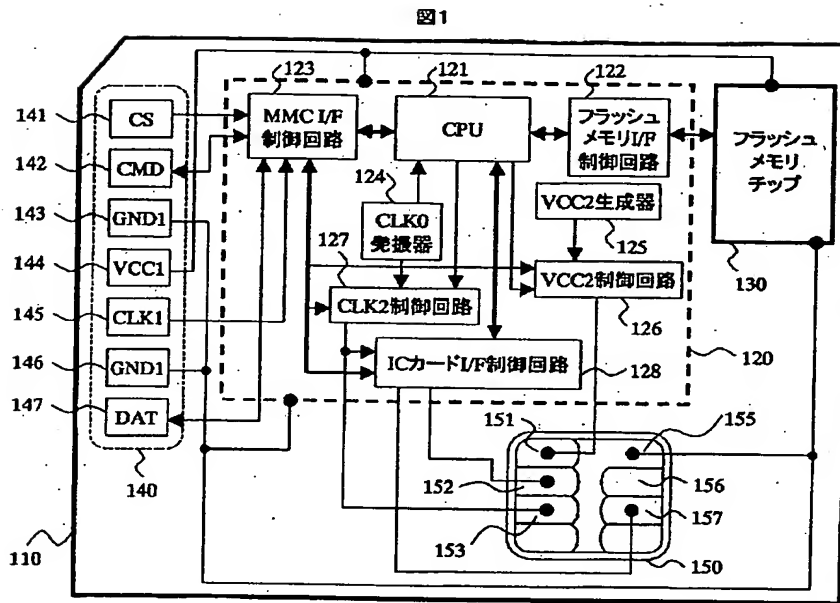 図1
123
121
122
141
CS
MMC I/F
制御回路
CPU
フラッシュ
メモリI/F
制御回路
フラッシュ
メモリ
チップ
142
CMD
124
143
GND1
CLK0
発振器
VCC2生成器
127
125
130
144
VCC1
VCC2制御回路
145
CLK1
CLK2制御回路
126
146
GND1
ICカードI/F制御回路
120
128
147
DAT
151
155
140
152
156
110
153
157
150